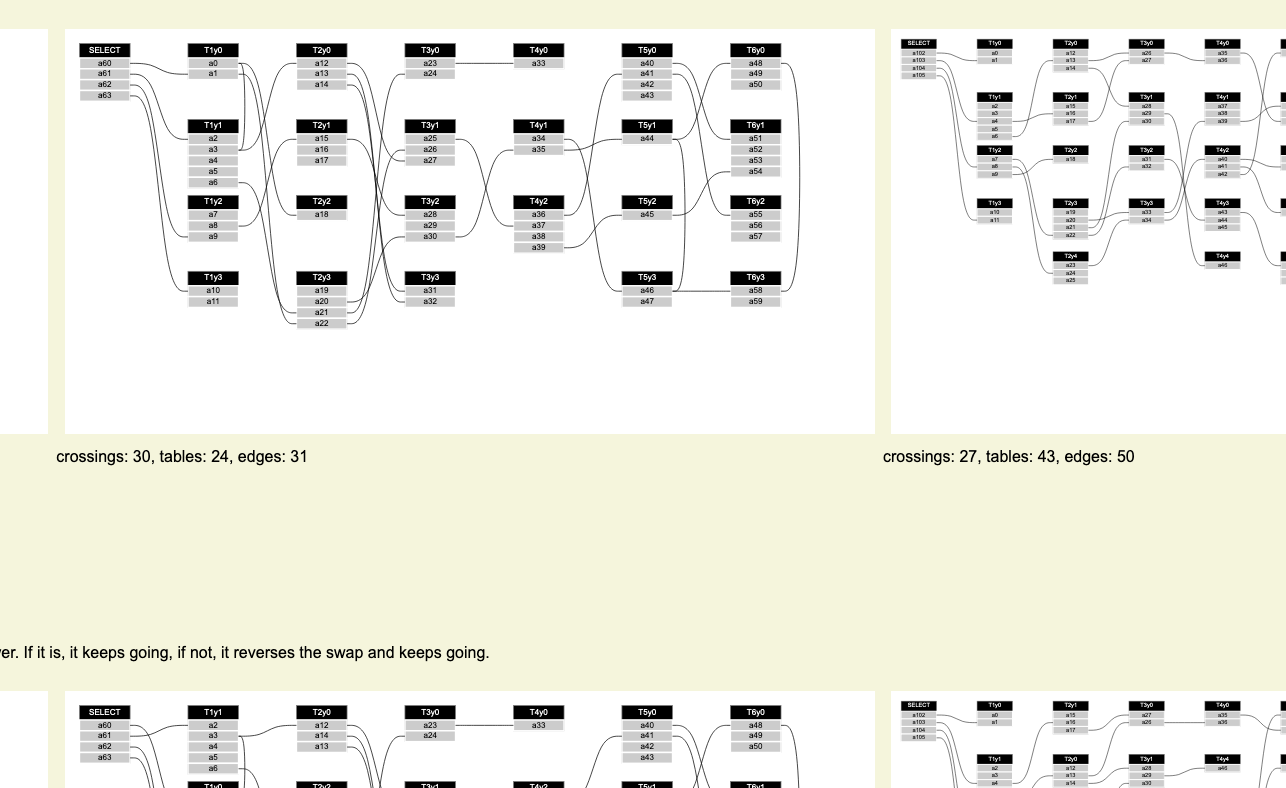 SELECT T1y0 T2y0 T3y0 T4y0 T5y0 T6y0
a60 a0 a12 a23 a33 a40 a48
a61 a1 a13 a24 a41 a49
a62 a14 a42 a50
a63 a43
T1y1 T2y1 T3y1 T4y1 T5y1 T6y1
a2 a15 a25 a34 a44 a51
a3 a16 a26 a35 a52
a4 a17 a27 a53
a5 a54
a6
T1y2 T2y2 T3y2 T4y2 T5y2 T6y2
a7 a18 a28 a36 a45 a55
a8 a29 a37 a56
a9 a30 a38 a57
a39
T1y3 T2y3 T3y3 T5y3 T6y3
a10 a19 a31 a46 a58
a11 a20 a32 a47 a59
a21
a22
SELECT T1y0 T2y0 T3y0 T4y0
a102 a0 a12 a26 a35
a103 a1 a13 a27 a36
a104 a14
a105
T1y1 T2y1 T3y1 T4y1
a2 a15 a28 a37
a3 a16 a29 a38
a4 a17 a30 a39
a5
a6
T1y2 T2y2 T3y2 T4y2
a7 a18 a31 a40
a8 a32 a41
a9 a42
T1y3 T2y3 T3y3 T4y3
a10 a19 a33 a43
a11 a20 a34 a44
a21 a45
a22
T2y4 T4y4
a23 a46
a24
a25
crossings: 30, tables: 24, edges: 31
crossings: 27, tables: 43, edges: 50
er. If it is, it keeps going, if not, it reverses the swap and keeps going.
SELECT T1y1 T2y0 T3y0 T4y0 T5y0 T6y0
a60 a2 a12 a23 a33 a40 a48
a61 a3 a14 a24 a41 a49
a62 a4 a13 a42 a50
a63 a5 a43
a6
T1y0 T2y2 T3y1 T4y2 T5y1 T6y1
SELECT T1y0 T2y1 T3y0 T4y0
a102 a0 a15 a27 a35
a103 a1 a16 a26 a36
a104 a17
a105
T1y1 T2y0 T3y1 T4y4
a2 a12 a28 a46
a3 a13 a29
a4 a14 a30